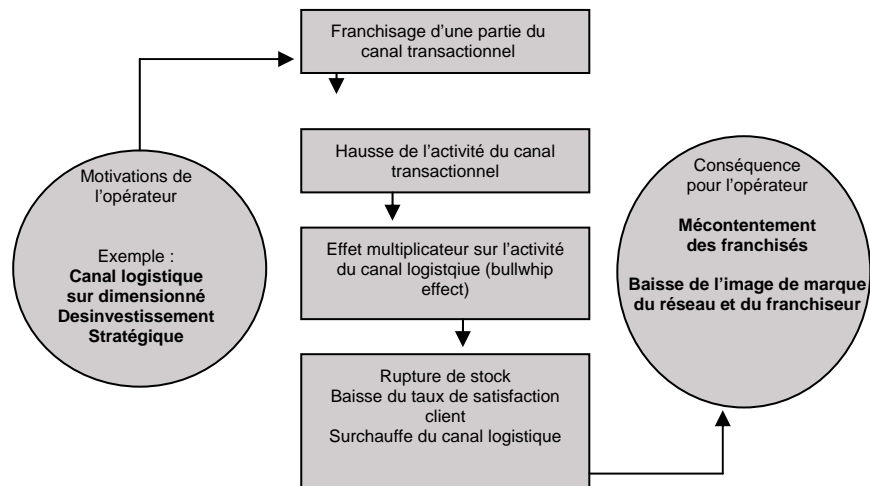 Franchisage d'une partie du
canal transactionnel
Hausse de l'activité du canal
transactionnel
Motivations de
l'opérateur
Exemple :
Canal logistique
sur dimensionné
Desinvestissement
Stratégique
Effet multiplicateur sur l'activité
du canal logistqiue (bullwhip
effect)
Rupture de stock
Baisse du taux de satisfaction
client
Surchauffe du canal logistique
Conséquence
pour l'opérateur
Mécontentement
des franchisés
Baisse de l'image de marque
du réseau et du franchiseur